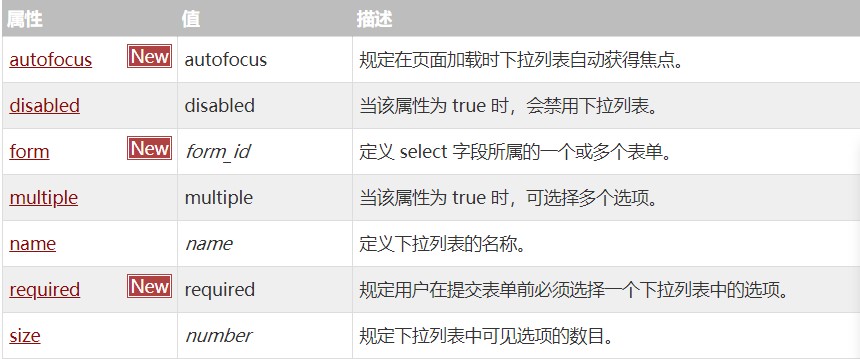 属性 值 描述
autofocus New autofocus 规定在页面加载时下拉列表自动获得焦点。
disabled disabled 当该属性为 true 时，会禁用下拉列表。
form New form_id 定义 select 字段所属的一个或多个表单。
multiple multiple 当该属性为 true 时，可选择多个选项。
name name 定义下拉列表的名称。
required New required 规定用户在提交表单前必须选择一个下拉列表中的选项。
size number 规定下拉列表中可见选项的数目。